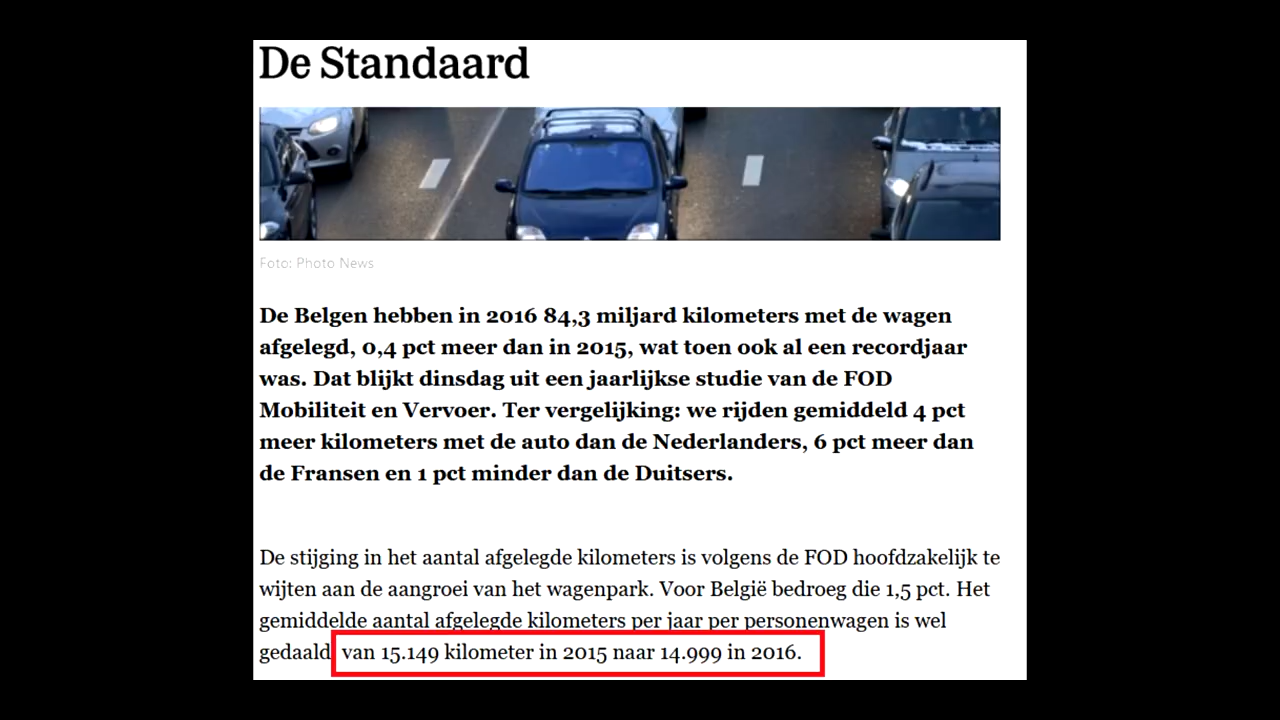 De Standaard
Foto: Photo News
De Belgen hebben in 2016 84,3 miljard kilometers met de wagen
afgelegd, 0,4 pct meer dan in 2015, wat toen ook al een recordjaar
was. Dat blijkt dinsdag uit een jaarlijkse studie van de FOD
Mobiliteit en Vervoer. Ter vergelijking: we rijden gemiddeld 4 pct
meer kilometers met de auto dan de Nederlanders, 6 pct meer dan
de Fransen en 1 pct minder dan de Duitsers.
De stijging in het aantal afgelegde kilometers is volgens de FOD hoofdzakelijk te
wijten aan de aangroei van het wagenpark. Voor België bedroeg die 1,5 pct. Het
gemiddelde aantal afgelegde kilometers per jaar per personenwagen is wel
gedaald van 15.149 kilometer in 2015 naar 14.999 in 2016.